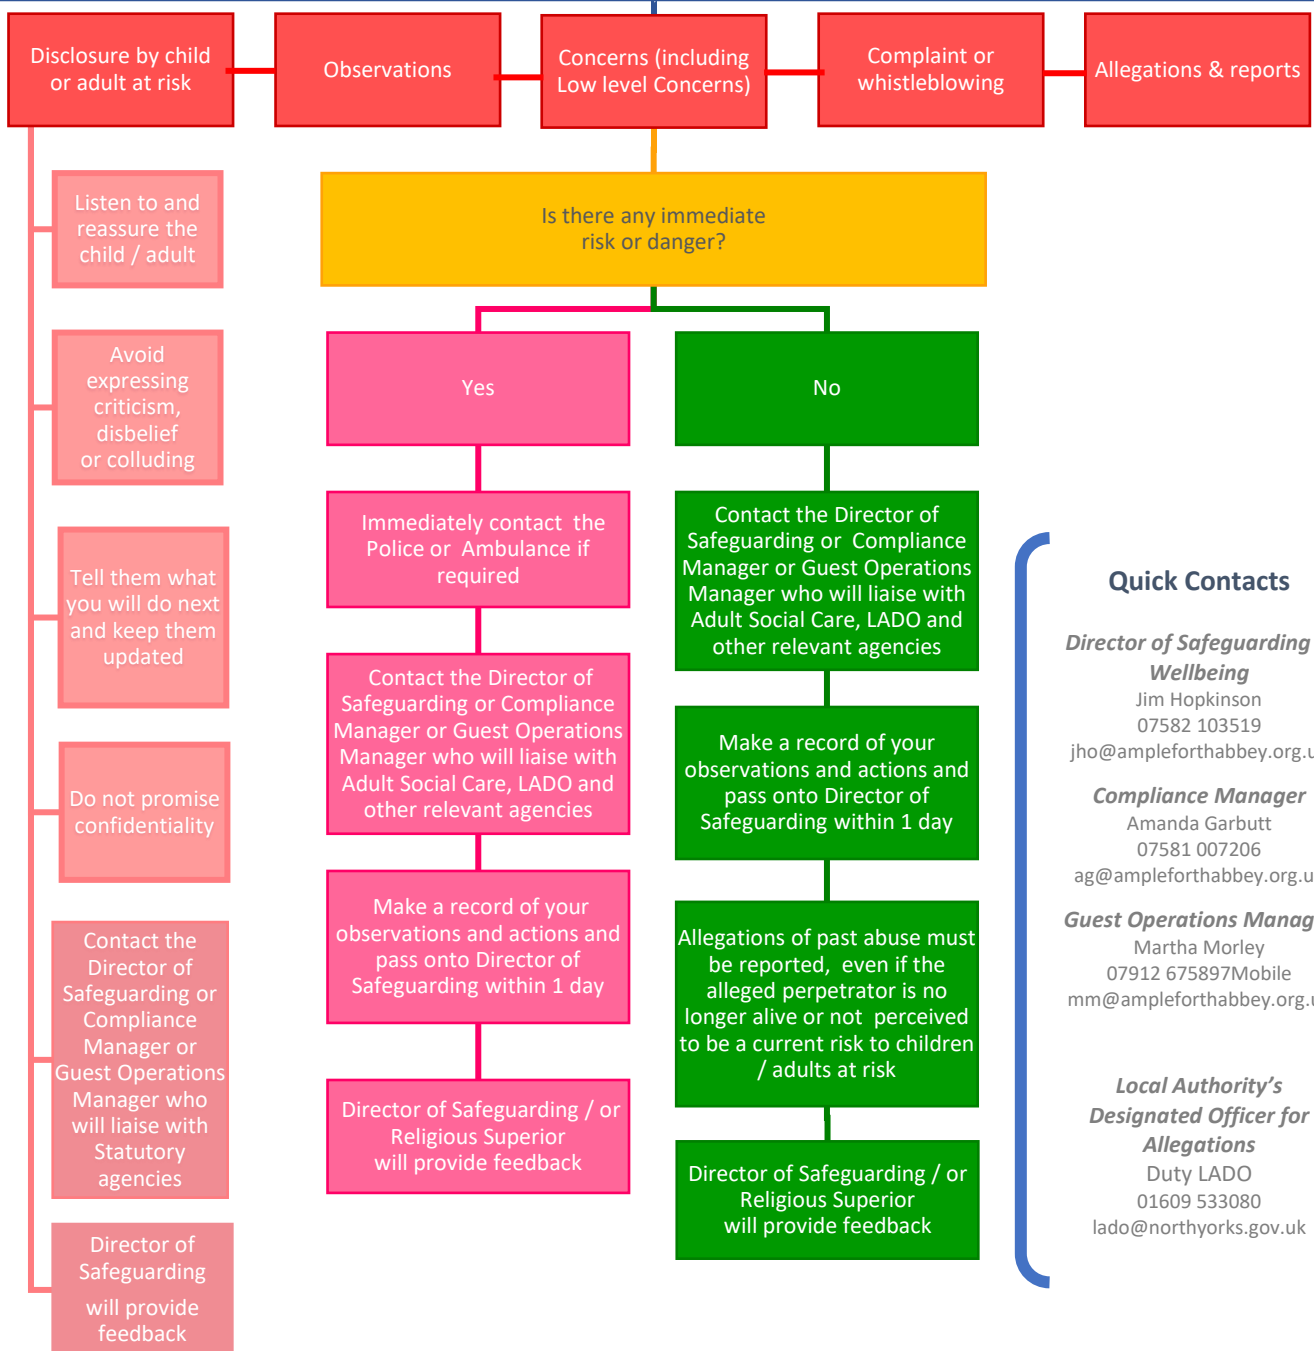 Disclosure by child
or adult at risk
Observations
Concerns (including
Low level Concerns)
Complaint or
whistleblowing
Allegations & reports
Listen to and
reassure the
child / adult
Avoid
expressing
criticism,
disbelief
or colluding
Tell them what
you will do next
and keep them
updated
Do not promise
confidentiality
Contact the
Director of
Safeguarding or
Compliance
Manager or
Guest Operations
Manager who
will liaise with
Statutory
agencies
Director of
Safeguarding
will provide
feedback
Is there any immediate
risk or danger?
Yes
Immediately contact the
Police or Ambulance if
required
Contact the Director of
Safeguarding or Compliance
Manager or Guest Operations
Manager who will liaise with
Adult Social Care, LADO and
other relevant agencies
Make a record of your
observations and actions and
pass onto Director of
Safeguarding within 1 day
Director of Safeguarding / or
Religious Superior
will provide feedback
No
Contact the Director of
Safeguarding or Compliance
Manager or Guest Operations
Manager who will liaise with
Adult Social Care, LADO and
other relevant agencies
Make a record of your
observations and actions and
pass onto Director of
Safeguarding within 1 day
Allegations of past abuse must
be reported, even if the
alleged perpetrator is no
longer alive or not perceived
to be a current risk to children
/ adults at risk
Director of Safeguarding / or
Religious Superior
will provide feedback
Quick Contacts
Director of Safeguarding
Wellbeing
Jim Hopkinson
07582 103519
jho@ampleforthabbey.org.u
Compliance Manager
Amanda Garbutt
07581 007206
ag@ampleforthabbey.org.u
Guest Operations Manag
Martha Morley
07912 675897Mobile
mm@ampleforthabbey.org.u
Local Authority's
Designated Officer for
Allegations
Duty LADO
01609 533080
lado@northyorks.gov.uk